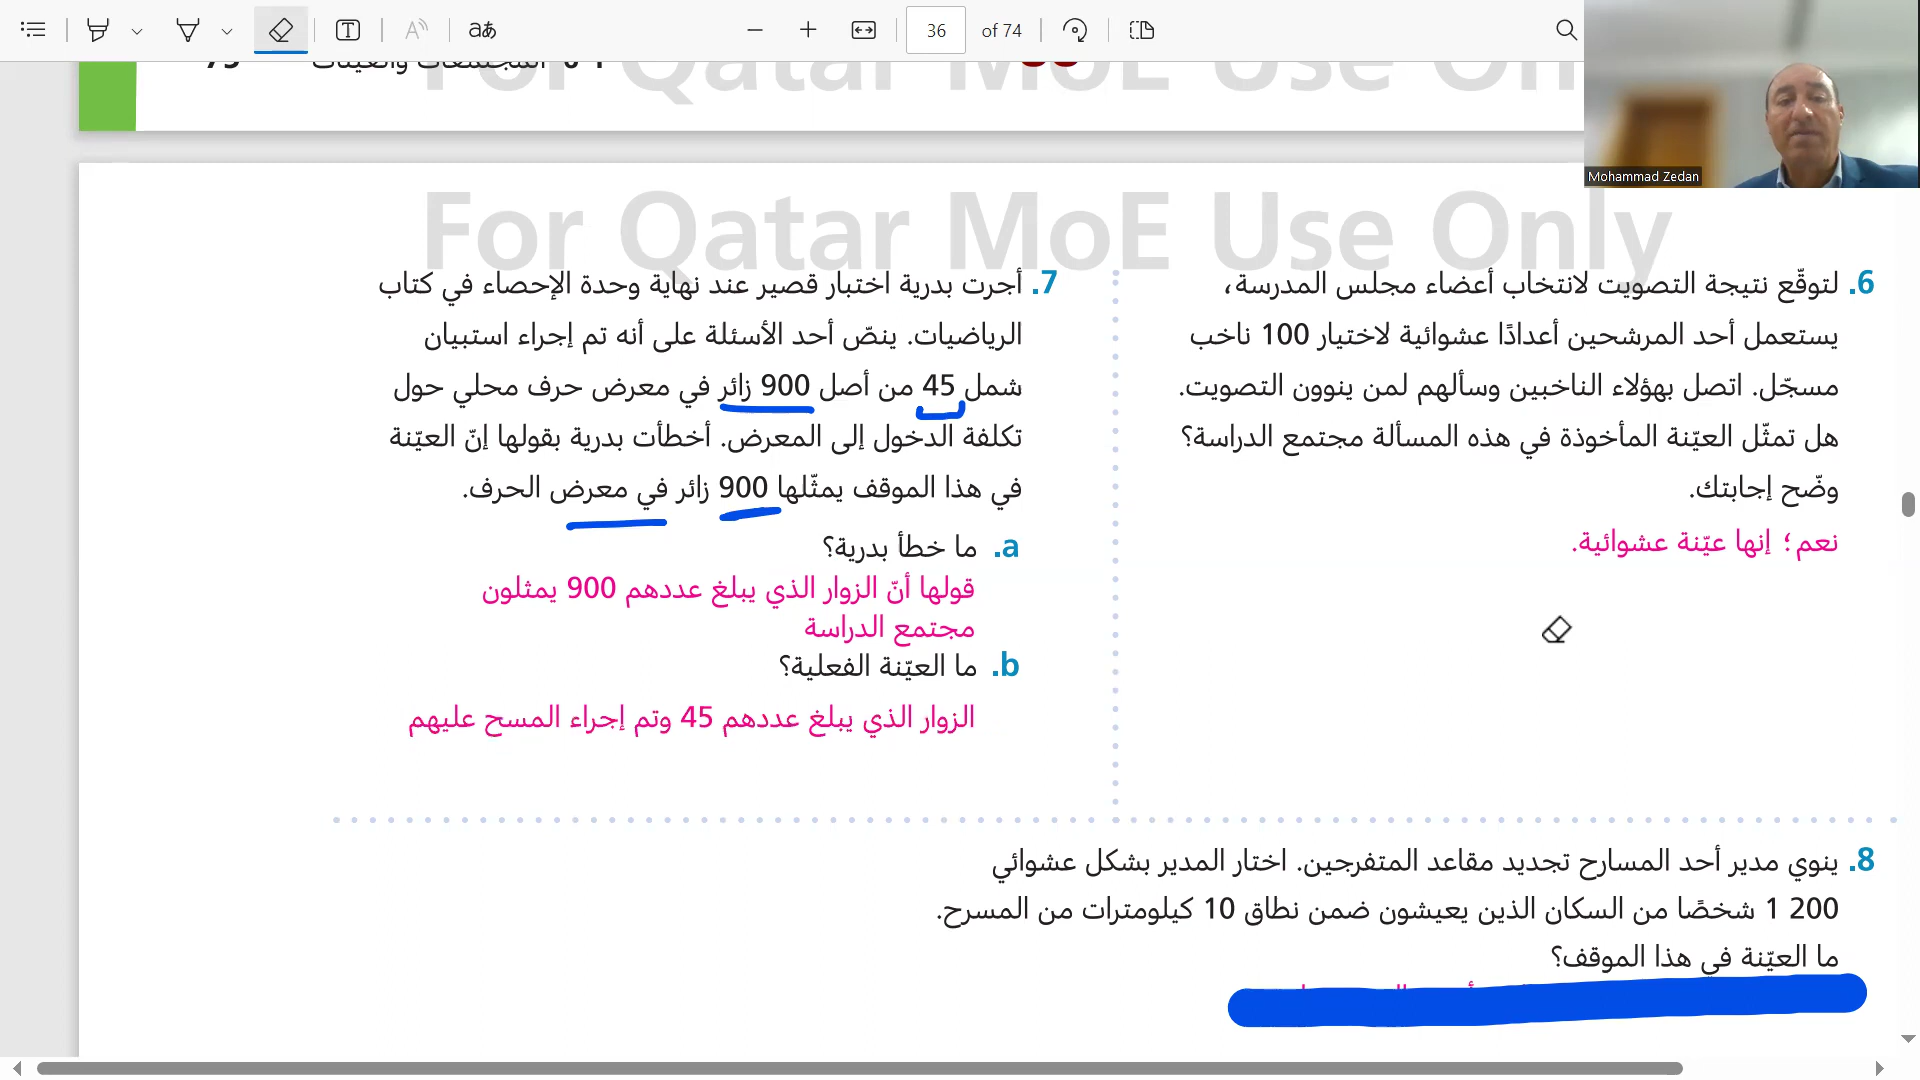 36 of 74
Mohammad Zedan
For Qatar MoE Use Only
For Qatar MoE Use Only
6. لتوقّع نتيجة التصويت لانتخاب أعضاء مجلس المدرسة،
يستعمل أحد المرشحين أعدادًا عشوائية لاختيار 100 ناخب
مسجّل. اتصل بهؤلاء الناخبين وسألهم لمن ينوون التصويت.
هل تمثّل العيّنة المأخوذة في هذه المسألة مجتمع الدراسة؟
وضّح إجابتك.
نعم؛ إنها عيّنة عشوائية.
7. أجرت بدرية اختبار قصير عند نهاية وحدة الإحصاء في كتاب
الرياضيات. ينصّ أحد الأسئلة على أنه تم إجراء استبيان
شمل 45 من أصل 900 زائر في معرض حرف محلي حول
تكلفة الدخول إلى المعرض. أخطأت بدرية بقولها إنّ العيّنة
في هذا الموقف يمثّلها 900 زائر في معرض الحرف.
a. ما خطأ بدرية؟
قولها أنّ الزوار الذي يبلغ عددهم 900 يمثلون
مجتمع الدراسة
b. ما العيّنة الفعلية؟
الزوار الذي يبلغ عددهم 45 وتم إجراء المسح عليهم
8. ينوي مدير أحد المسارح تجديد مقاعد المتفرجين. اختار المدير بشكل عشوائي
1 200 شخصًا من السكان الذين يعيشون ضمن نطاق 10 كيلومترات من المسرح.
ما العيّنة في هذا الموقف؟